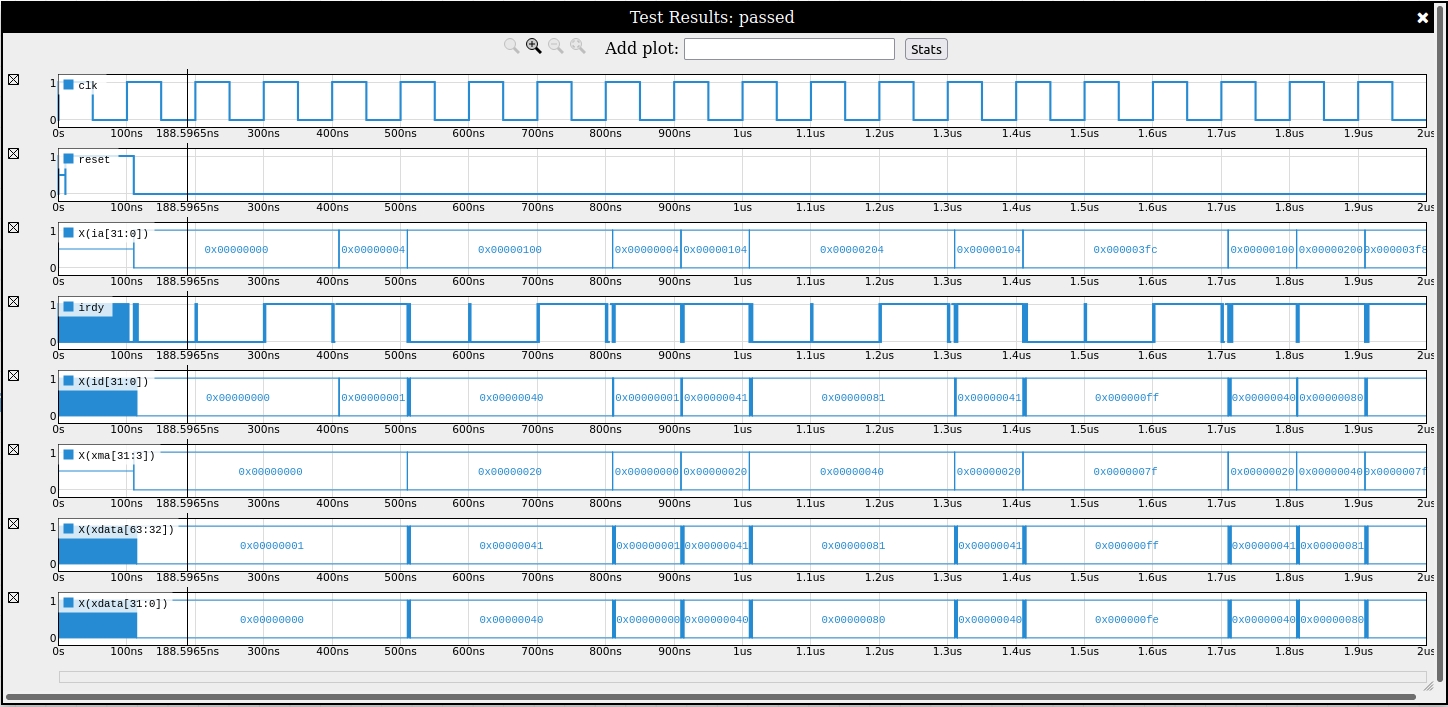 Test Results: passed ✖
Add plot: Stats
clk
1
0
0s 100ns 188.5965ns 300ns 400ns 500ns 600ns 700ns 800ns 900ns 1us 1.1us 1.2us 1.3us 1.4us 1.5us 1.6us 1.7us 1.8us 1.9us 2us
reset
1
0
0s 100ns 188.5965ns 300ns 400ns 500ns 600ns 700ns 800ns 900ns 1us 1.1us 1.2us 1.3us 1.4us 1.5us 1.6us 1.7us 1.8us 1.9us 2us
X(ia[31:0])
1
0x00000000 0x00000004 0x00000100 0x00000004 0x00000104 0x00000204 0x00000104 0x000003fc 0x00000100 0x00000200 0x000003f8
0
0s 100ns 188.5965ns 300ns 400ns 500ns 600ns 700ns 800ns 900ns 1us 1.1us 1.2us 1.3us 1.4us 1.5us 1.6us 1.7us 1.8us 1.9us 2us
irdy
1
0
0s 100ns 188.5965ns 300ns 400ns 500ns 600ns 700ns 800ns 900ns 1us 1.1us 1.2us 1.3us 1.4us 1.5us 1.6us 1.7us 1.8us 1.9us 2us
X(id[31:0])
1
0x00000000 0x00000001 0x00000040 0x00000001 0x00000041 0x00000081 0x00000041 0x000000ff 0x00000040 0x00000080
0
0s 100ns 188.5965ns 300ns 400ns 500ns 600ns 700ns 800ns 900ns 1us 1.1us 1.2us 1.3us 1.4us 1.5us 1.6us 1.7us 1.8us 1.9us 2us
X(xma[31:3])
1
0x00000000 0x00000020 0x00000000 0x00000020 0x00000040 0x00000020 0x0000007f 0x00000020 0x00000040 0x0000007f
0
0s 100ns 188.5965ns 300ns 400ns 500ns 600ns 700ns 800ns 900ns 1us 1.1us 1.2us 1.3us 1.4us 1.5us 1.6us 1.7us 1.8us 1.9us 2us
X(xdata[63:32])
1
0x00000001 0x00000041 0x00000001 0x00000041 0x00000081 0x00000041 0x000000ff 0x00000041 0x00000081
0
0s 100ns 188.5965ns 300ns 400ns 500ns 600ns 700ns 800ns 900ns 1us 1.1us 1.2us 1.3us 1.4us 1.5us 1.6us 1.7us 1.8us 1.9us 2us
X(xdata[31:0])
1
0x00000000 0x00000040 0x00000000 0x00000040 0x00000080 0x00000040 0x000000fe 0x00000040 0x00000080
0
0s 100ns 188.5965ns 300ns 400ns 500ns 600ns 700ns 800ns 900ns 1us 1.1us 1.2us 1.3us 1.4us 1.5us 1.6us 1.7us 1.8us 1.9us 2us